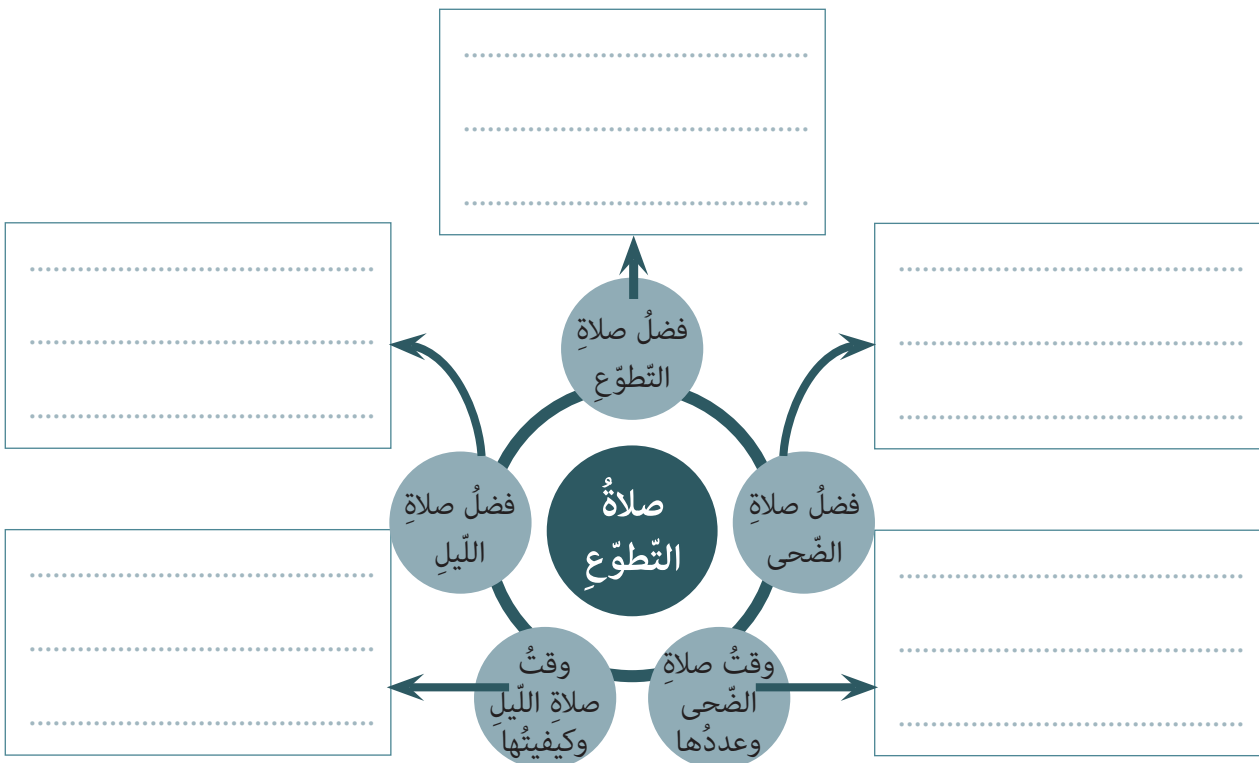 فضلُ صلاةِ
التّطوّعِ
فضلُ صلاةِ
الضّحى
صلاةُ
التّطوّعِ
فضلُ صلاةِ
اللّيلِ
وقتُ صلاةِ
الضّحى
وعددُها
وقتُ
صلاةِ اللّيلِ
وكيفيتُها